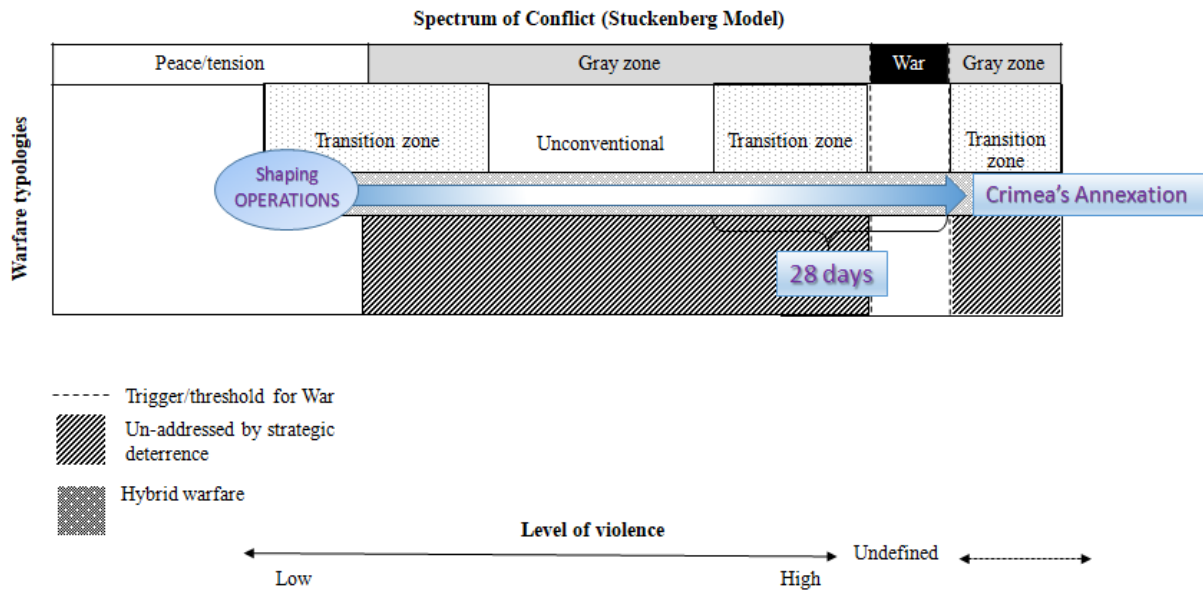 Spectrum of Conflict (Stuckenberg Model)
Peace/tension
Gray zone
War
Gray zone
Warfare typologies
Transition zone
Unconventional
Transition zone
Transition
zone
Shaping
OPERATIONS
Crimea's Annexation
28 days
Trigger/threshold for War
Un-addressed by strategic
deterrence
Hybrid warfare
Level of violence
Undefined
Low
High